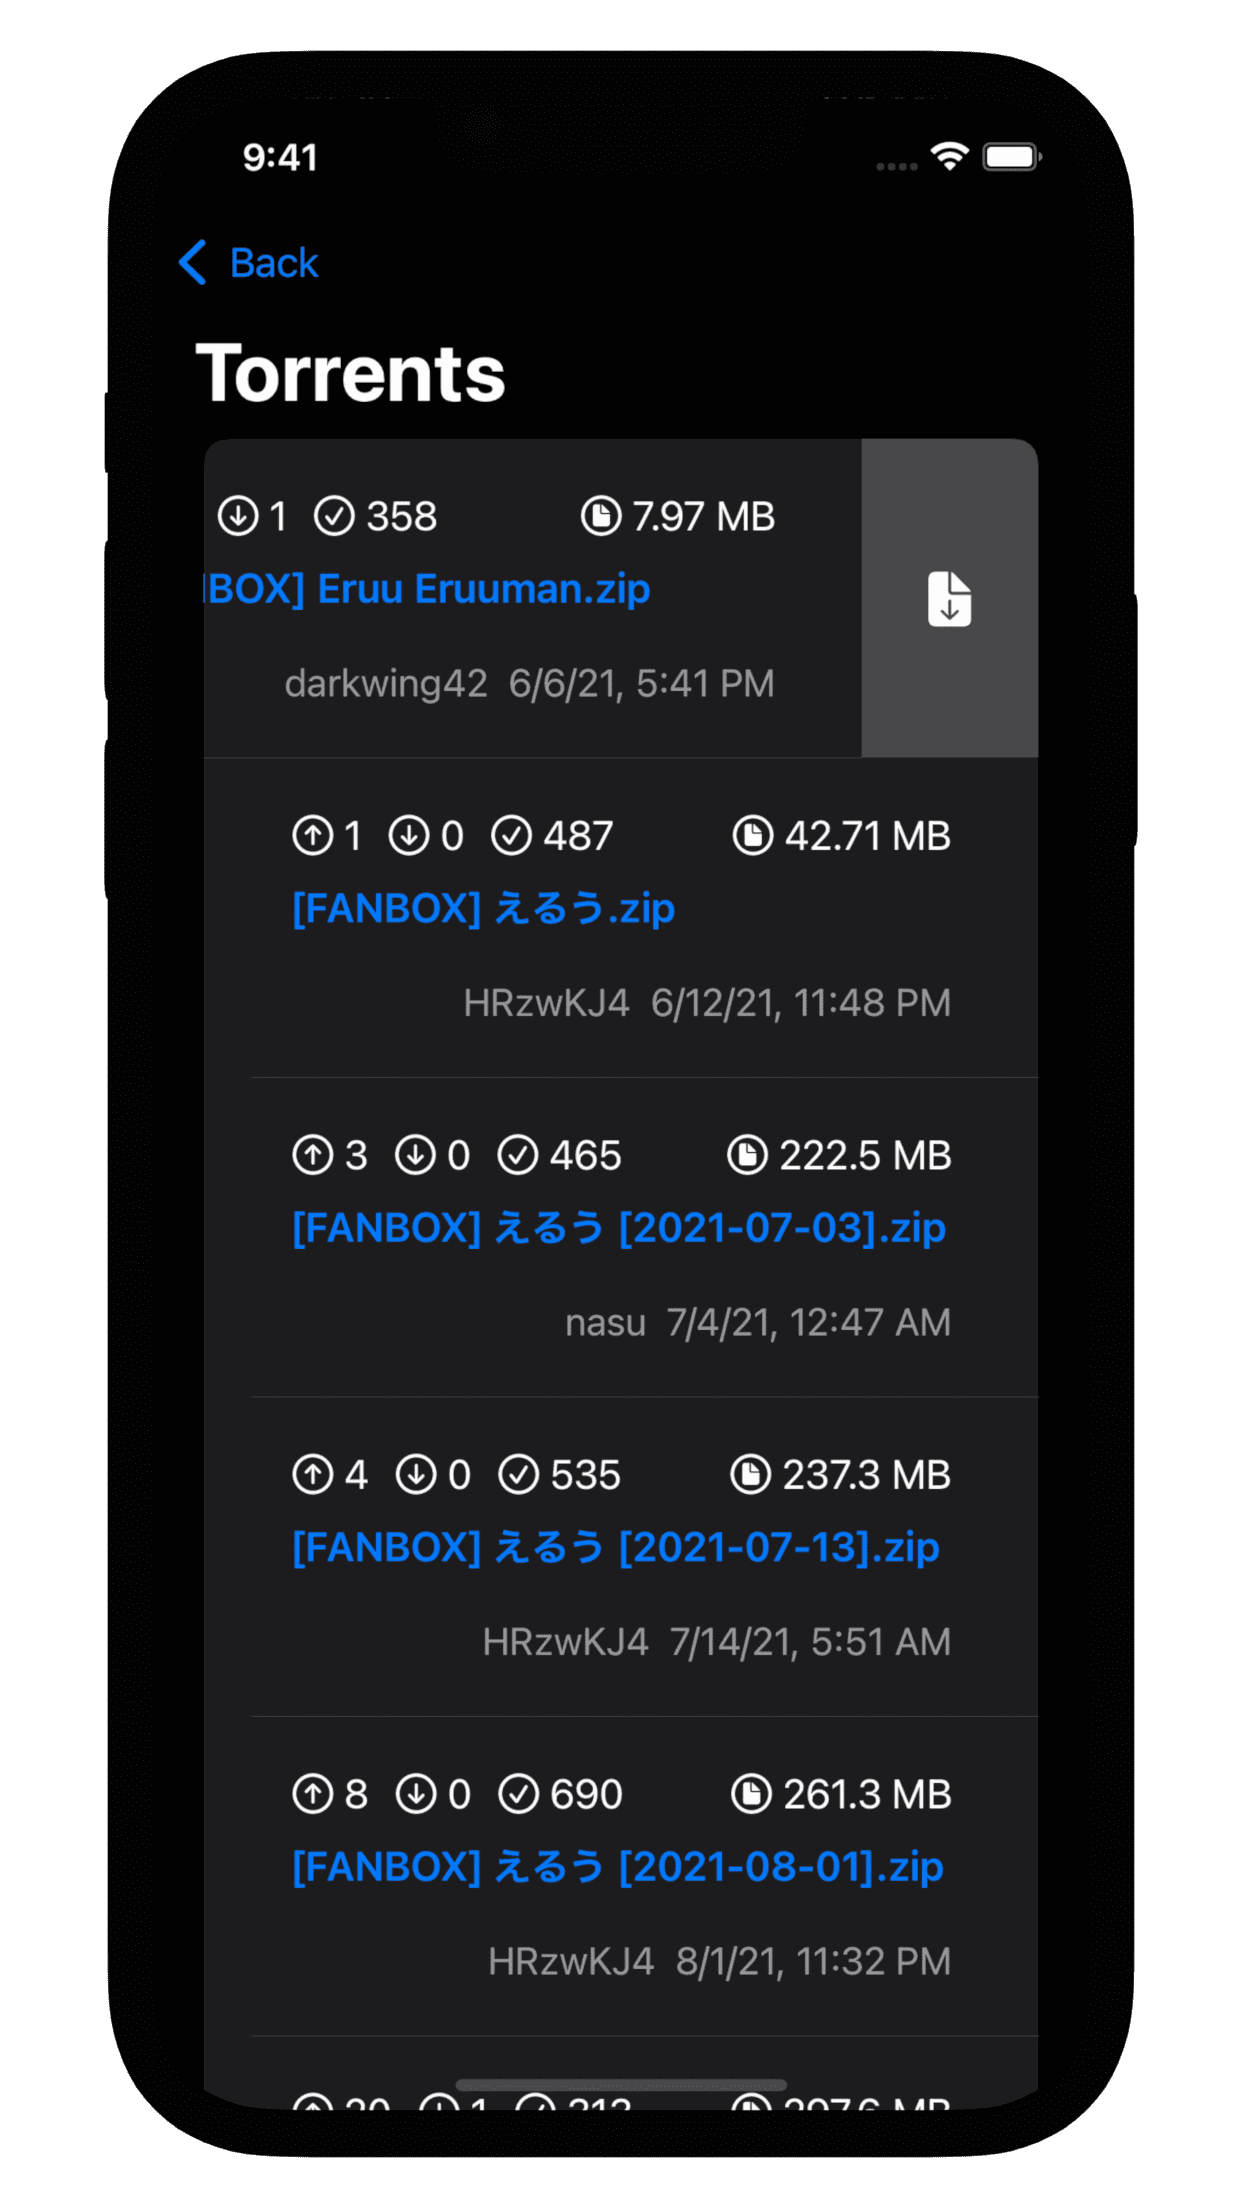 9:41
Back
Torrents
1 358 7.97 MB
BOX] Eruu Eruuman.zip
darkwing42 6/6/21, 5:41 PM
1 0 487 42.71 MB
[FANBOX] えるう.zip
HRzwKJ4 6/12/21, 11:48 PM
3 0 465 222.5 MB
[FANBOX] えるう [2021-07-03].zip
nasu 7/4/21, 12:47 AM
4 0 535 237.3 MB
[FANBOX] えるう [2021-07-13].zip
HRzwKJ4 7/14/21, 5:51 AM
8 0 690 261.3 MB
[FANBOX] えるう [2021-08-01].zip
HRzwKJ4 8/1/21, 11:32 PM
20 1 MB